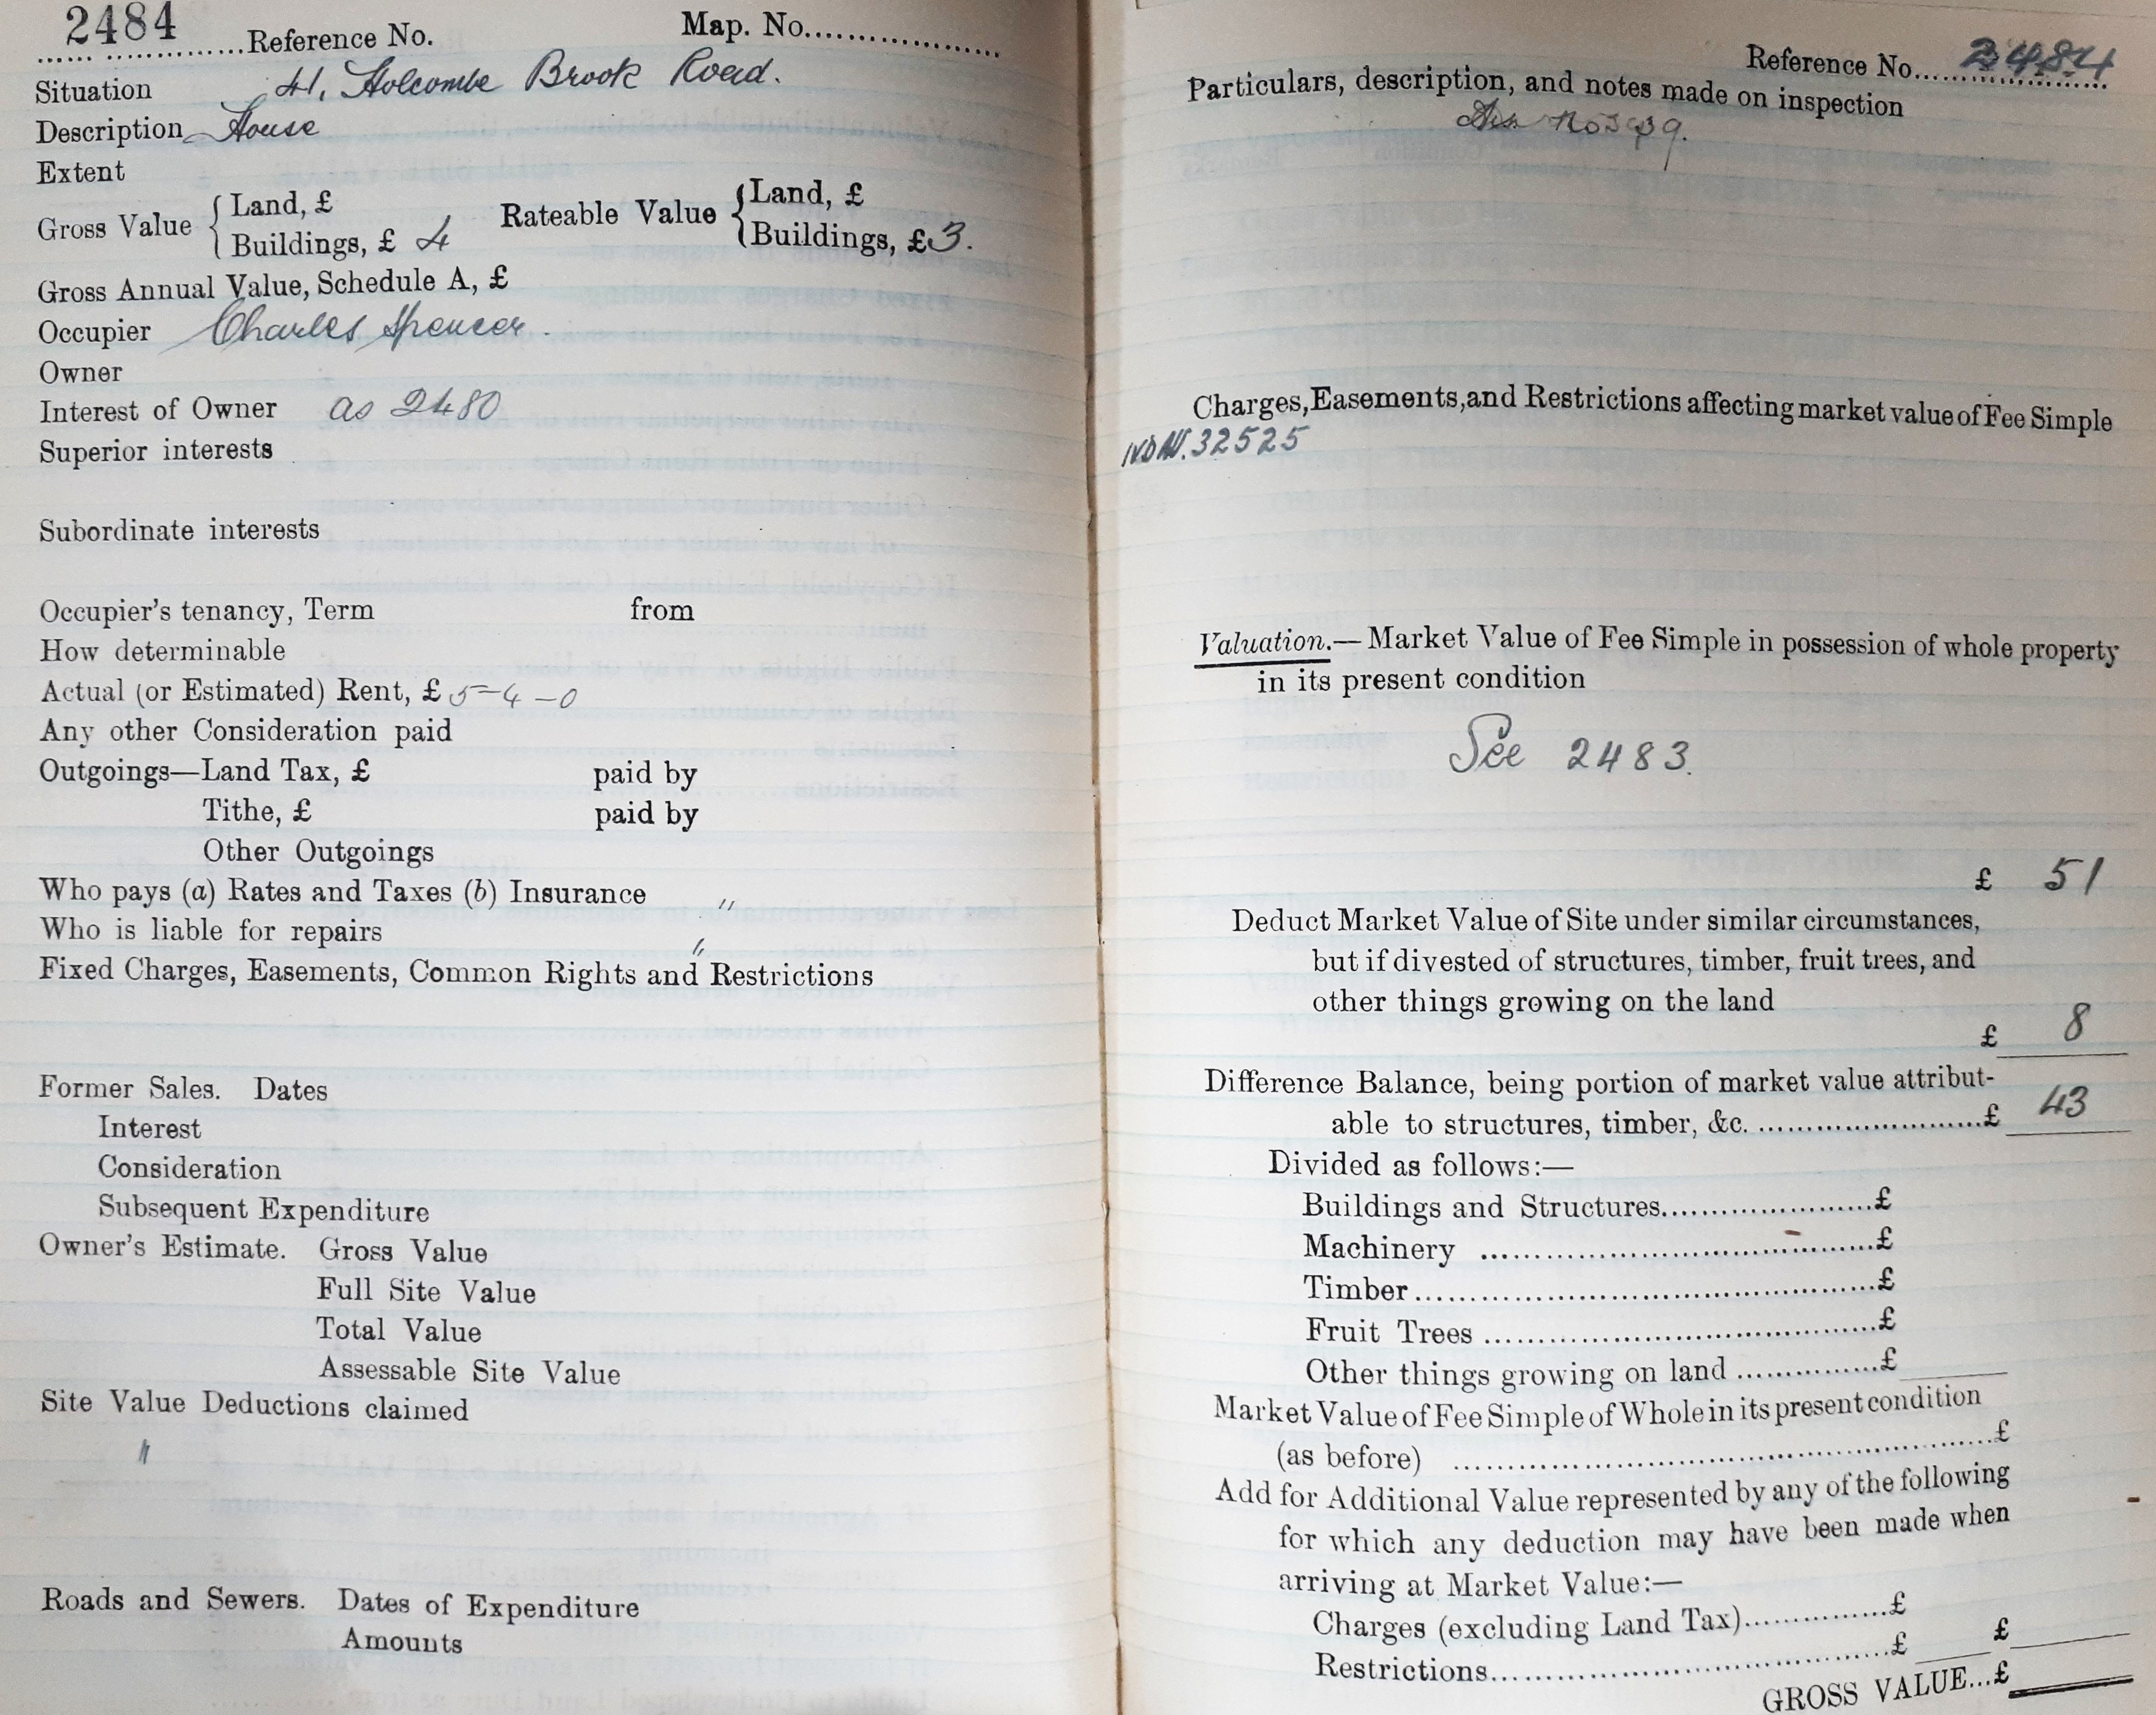 2484
Reference No. Map. No.
Situation 41, Holcombe Brook Road.
Description House
Extent
Gross Value { Land, £
Buildings, £ 4
Rateable Value { Land, £
Buildings, £ 3.
Gross Annual Value, Schedule A, £
Occupier Charles Spencer.
Owner
Interest of Owner as 2480
Superior interests
Subordinate interests
Occupier's tenancy, Term from
How determinable
Actual (or Estimated) Rent, £ 5-4-0
Any other Consideration paid
Outgoings—Land Tax, £ paid by
Tithe, £ paid by
Other Outgoings
Who pays (a) Rates and Taxes (b) Insurance "
Who is liable for repairs "
Fixed Charges, Easements, Common Rights and Restrictions
Former Sales. Dates
Interest
Consideration
Subsequent Expenditure
Owner's Estimate. Gross Value
Full Site Value
Total Value
Assessable Site Value
Site Value Deductions claimed
"
Roads and Sewers. Dates of Expenditure
Amounts
Reference No. 2484
Particulars, description, and notes made on inspection
Charges, Easements, and Restrictions affecting market value of Fee Simple
32525
Valuation.—Market Value of Fee Simple in possession of whole property
in its present condition
See 2483.
£ 51
Deduct Market Value of Site under similar circumstances,
but if divested of structures, timber, fruit trees, and
other things growing on the land
£ 8
Difference Balance, being portion of market value attribut-
able to structures, timber, &c. £ 43
Divided as follows:—
Buildings and Structures £
Machinery £
Timber £
Fruit Trees £
Other things growing on land £
Market Value of Fee Simple of Whole in its present condition
(as before) £
Add for Additional Value represented by any of the following
for which any deduction may have been made when
arriving at Market Value:—
Charges (excluding Land Tax) £
Restrictions £ £
GROSS VALUE...£